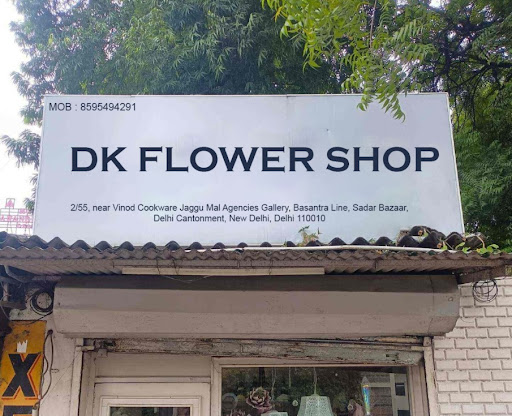 MOB : 8595494291
DK FLOWER SHOP
2/55, near Vinod Cookware Jaggu Mal Agencies Gallery, Basantra Line, Sadar Bazaar,
Delhi Cantonment, New Delhi, Delhi 110010
X